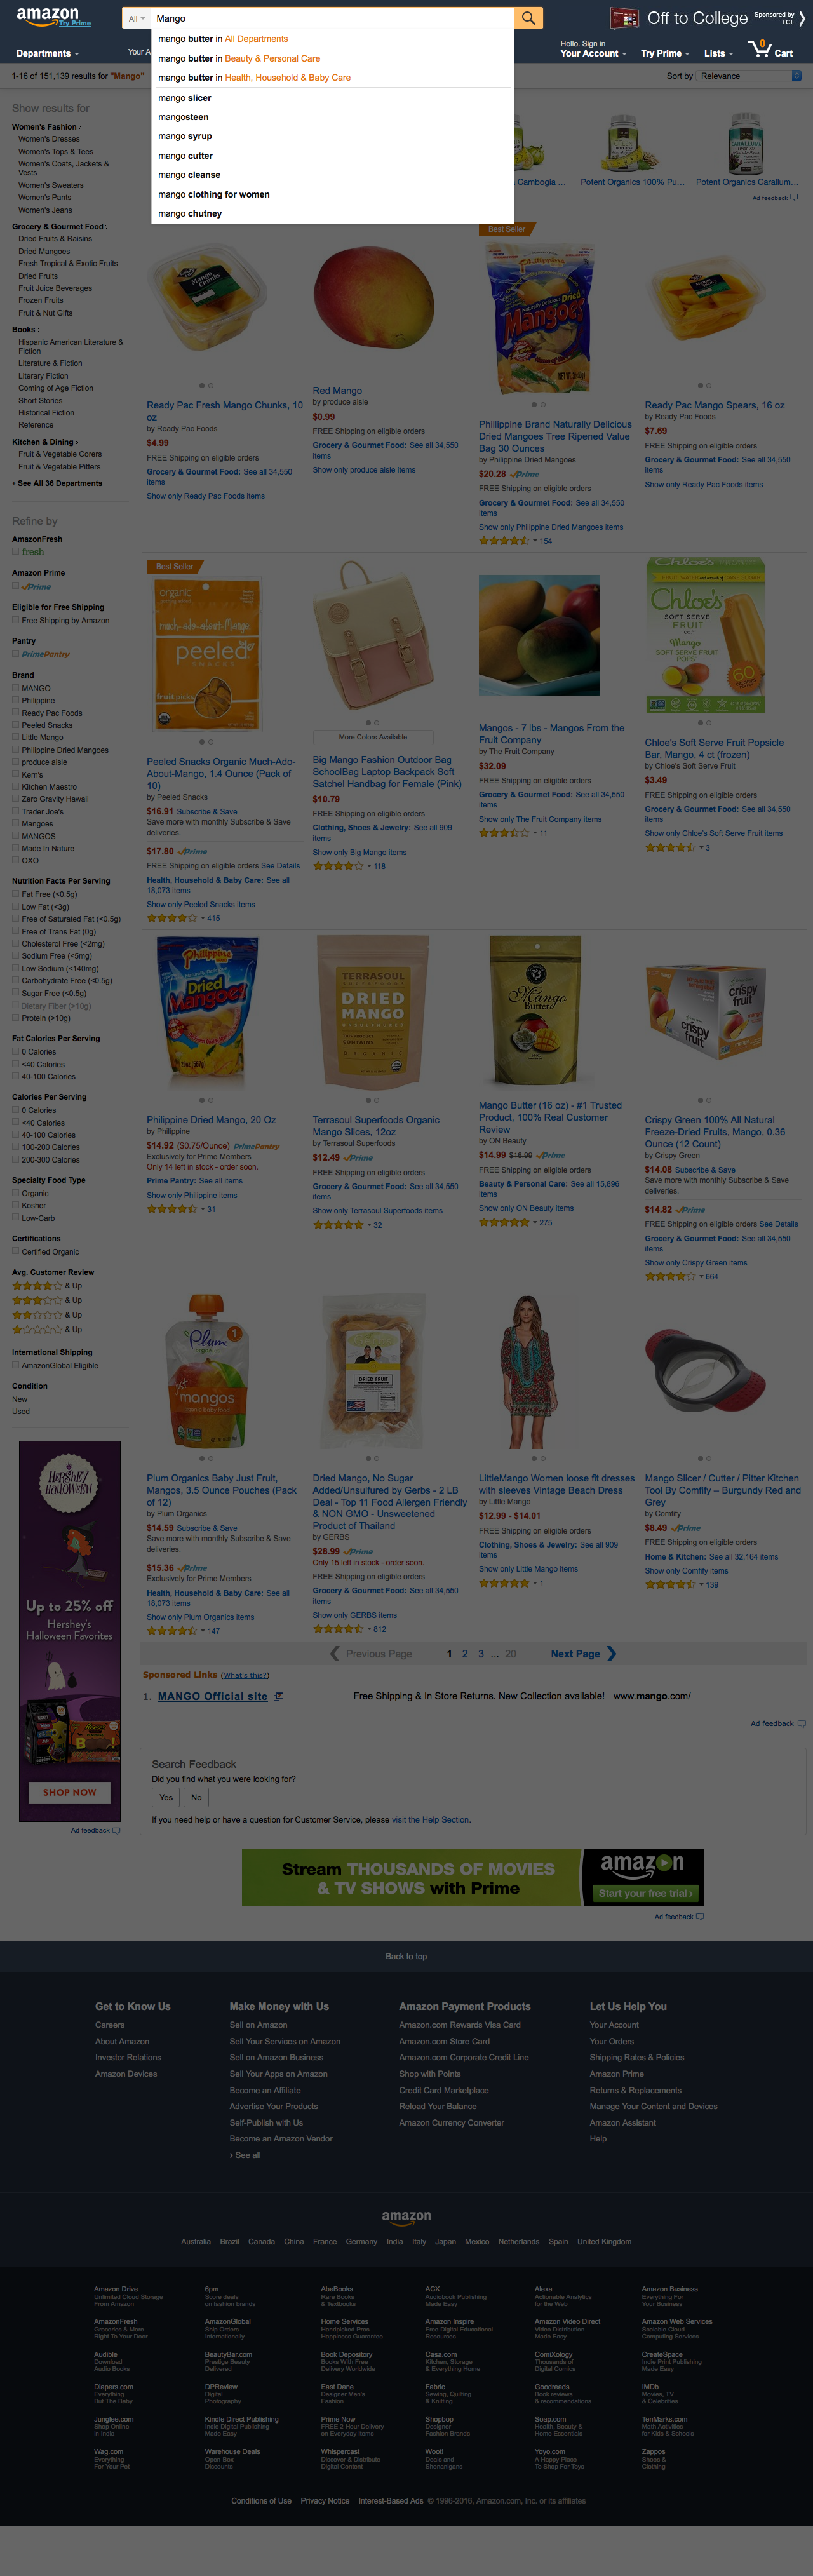 amazon
Try Prime
All
Mango
Off to College
Sponsored by
TCL
Departments
Your A
Hello. Sign in
Your Account
Try Prime
Lists
0
Cart
mango butter in All Departments
mango butter in Beauty & Personal Care
mango butter in Health, Household & Baby Care
mango slicer
mangosteen
mango syrup
mango cutter
mango cleanse
mango clothing for women
mango chutney
1-16 of 151,139 results for "Mango"
Sort by Relevance
Show results for
Women's Fashion ›
Women's Dresses
Women's Tops & Tees
Women's Coats, Jackets &
Vests
Women's Sweaters
Women's Pants
Women's Jeans
Grocery & Gourmet Food ›
Dried Fruits & Raisins
Dried Mangoes
Fresh Tropical & Exotic Fruits
Dried Fruits
Fruit Juice Beverages
Frozen Fruits
Fruit & Nut Gifts
Books ›
Hispanic American Literature &
Fiction
Literature & Fiction
Literary Fiction
Coming of Age Fiction
Short Stories
Historical Fiction
Reference
Kitchen & Dining ›
Fruit & Vegetable Corers
Fruit & Vegetable Pitters
+ See All 36 Departments
Refine by
AmazonFresh
fresh
Amazon Prime
Prime
Eligible for Free Shipping
Free Shipping by Amazon
Pantry
PrimePantry
Brand
MANGO
Philippine
Ready Pac Foods
Peeled Snacks
Little Mango
Philippine Dried Mangoes
produce aisle
Kern's
Kitchen Maestro
Zero Gravity Hawaii
Trader Joe's
Mangoes
MANGOS
Made In Nature
OXO
Nutrition Facts Per Serving
Fat Free (<0.5g)
Low Fat (<3g)
Free of Saturated Fat (<0.5g)
Free of Trans Fat (0g)
Cholesterol Free (<2mg)
Sodium Free (<5mg)
Low Sodium (<140mg)
Carbohydrate Free (<0.5g)
Sugar Free (<0.5g)
Dietary Fiber (>10g)
Protein (>10g)
Fat Calories Per Serving
0 Calories
<40 Calories
40-100 Calories
Calories Per Serving
0 Calories
<40 Calories
40-100 Calories
100-200 Calories
200-300 Calories
Specialty Food Type
Organic
Kosher
Low-Carb
Certifications
Certified Organic
Avg. Customer Review
& Up
& Up
& Up
& Up
International Shipping
AmazonGlobal Eligible
Condition
New
Used
Hershey's
HALLOWEEN
Up to 25% off
Hershey's
Halloween Favorites
SHOP NOW
Ad feedback
Cambogia ...
Potent Organics 100% Pu...
Potent Organics Carallum...
Ad feedback
Mango
Chunks
Ready Pac Fresh Mango Chunks, 10
oz
by Ready Pac Foods
$4.99
FREE Shipping on eligible orders
Grocery & Gourmet Food: See all 34,550
items
Show only Ready Pac Foods items
Red Mango
by produce aisle
$0.99
FREE Shipping on eligible orders
Grocery & Gourmet Food: See all 34,550
items
Show only produce aisle items
Best Seller
Philippine
Naturally Delicious Dried
Mangoes
Philippine Brand Naturally Delicious
Dried Mangoes Tree Ripened Value
Bag 30 Ounces
by Philippine Dried Mangoes
$20.28 Prime
FREE Shipping on eligible orders
Grocery & Gourmet Food: See all 34,550
items
Show only Philippine Dried Mangoes items
154
Ready Pac Mango Spears, 16 oz
by Ready Pac Foods
$7.69
FREE Shipping on eligible orders
Grocery & Gourmet Food: See all 34,550
items
Show only Ready Pac Foods items
Best Seller
organic
much-ado-about-Mango
peeled
SNACKS
fruit picks
Peeled Snacks Organic Much-Ado-
About-Mango, 1.4 Ounce (Pack of
10)
by Peeled Snacks
$16.91 Subscribe & Save
Save more with monthly Subscribe & Save
deliveries.
$17.80 Prime
FREE Shipping on eligible orders See Details
Health, Household & Baby Care: See all
18,073 items
Show only Peeled Snacks items
415
More Colors Available
Big Mango Fashion Outdoor Bag
SchoolBag Laptop Backpack Soft
Satchel Handbag for Female (Pink)
$10.79
FREE Shipping on eligible orders
Clothing, Shoes & Jewelry: See all 909
items
Show only Big Mango items
118
Mangos - 7 lbs - Mangos From the
Fruit Company
by The Fruit Company
$32.09
FREE Shipping on eligible orders
Grocery & Gourmet Food: See all 34,550
items
Show only The Fruit Company items
11
Chloe's
SOFT SERVE
FRUIT
CO.
Mango
SOFT SERVE FRUIT
POPS
60
Chloe's Soft Serve Fruit Popsicle
Bar, Mango, 4 ct (frozen)
by Chloe's Soft Serve Fruit
$3.49
FREE Shipping on eligible orders
Grocery & Gourmet Food: See all 34,550
items
Show only Chloe's Soft Serve Fruit items
3
Philippine
Dried
Mangoes
Philippine Dried Mango, 20 Oz
by Philippine
$14.92 ($0.75/Ounce) PrimePantry
Exclusively for Prime Members
Only 14 left in stock - order soon.
Prime Pantry: See all items
Show only Philippine items
31
TERRASOUL
SUPERFOODS
DRIED
MANGO
CONTAINS
ORGANIC
Terrasoul Superfoods Organic
Mango Slices, 12oz
by Terrasoul Superfoods
$12.49 Prime
FREE Shipping on eligible orders
Grocery & Gourmet Food: See all 34,550
items
Show only Terrasoul Superfoods items
32
Mango
Butter
Mango Butter (16 oz) - #1 Trusted
Product, 100% Real Customer
Review
by ON Beauty
$14.99 $16.99 Prime
FREE Shipping on eligible orders
Beauty & Personal Care: See all 15,896
items
Show only ON Beauty items
275
crispy
fruit
crispy
fruit
Crispy Green 100% All Natural
Freeze-Dried Fruits, Mango, 0.36
Ounce (12 Count)
by Crispy Green
$14.08 Subscribe & Save
Save more with monthly Subscribe & Save
deliveries.
$14.82 Prime
FREE Shipping on eligible orders See Details
Grocery & Gourmet Food: See all 34,550
items
Show only Crispy Green items
664
Plum
organics
1
mangos
Plum Organics Baby Just Fruit,
Mangos, 3.5 Ounce Pouches (Pack
of 12)
by Plum Organics
$14.59 Subscribe & Save
Save more with monthly Subscribe & Save
deliveries.
$15.36 Prime
Exclusively for Prime Members
Health, Household & Baby Care: See all
18,073 items
Show only Plum Organics items
147
DRIED FRUIT
Dried Mango, No Sugar
Added/Unsulfured by Gerbs - 2 LB
Deal - Top 11 Food Allergen Friendly
& NON GMO - Unsweetened
Product of Thailand
by GERBS
$28.99 Prime
Only 15 left in stock - order soon.
FREE Shipping on eligible orders
Grocery & Gourmet Food: See all 34,550
items
Show only GERBS items
812
LittleMango Women loose fit dresses
with sleeves Vintage Beach Dress
by Little Mango
$12.99 - $14.01
FREE Shipping on eligible orders
Clothing, Shoes & Jewelry: See all 909
items
Show only Little Mango items
1
Mango Slicer / Cutter / Pitter Kitchen
Tool By Comfify – Burgundy Red and
Grey
by Comfify
$8.49 Prime
FREE Shipping on eligible orders
Home & Kitchen: See all 32,164 items
Show only Comfify items
139
Previous Page 1 2 3 ... 20 Next Page
Sponsored Links (What's this?)
1. MANGO Official site
Free Shipping & In Store Returns. New Collection available! www.mango.com/
Ad feedback
Search Feedback
Did you find what you were looking for?
Yes No
If you need help or have a question for Customer Service, please visit the Help Section.
Stream THOUSANDS OF MOVIES
& TV SHOWS with Prime
amazon
Start your free trial ›
Ad feedback
Back to top
Get to Know Us
Careers
About Amazon
Investor Relations
Amazon Devices
Make Money with Us
Sell on Amazon
Sell Your Services on Amazon
Sell on Amazon Business
Sell Your Apps on Amazon
Become an Affiliate
Advertise Your Products
Self-Publish with Us
Become an Amazon Vendor
› See all
Amazon Payment Products
Amazon.com Rewards Visa Card
Amazon.com Store Card
Amazon.com Corporate Credit Line
Shop with Points
Credit Card Marketplace
Reload Your Balance
Amazon Currency Converter
Let Us Help You
Your Account
Your Orders
Shipping Rates & Policies
Amazon Prime
Returns & Replacements
Manage Your Content and Devices
Amazon Assistant
Help
amazon
Australia Brazil Canada China France Germany India Italy Japan Mexico Netherlands Spain United Kingdom
Amazon Drive
Unlimited Cloud Storage
From Amazon
6pm
Score deals
on fashion brands
AbeBooks
Rare Books
& Textbooks
ACX
Audiobook Publishing
Made Easy
Alexa
Actionable Analytics
for the Web
Amazon Business
Everything For
Your Business
AmazonFresh
Groceries & More
Right To Your Door
AmazonGlobal
Ship Orders
Internationally
Home Services
Handpicked Pros
Happiness Guarantee
Amazon Inspire
Free Digital Educational
Resources
Amazon Video Direct
Video Distribution
Made Easy
Amazon Web Services
Scalable Cloud
Computing Services
Audible
Download
Audio Books
BeautyBar.com
Prestige Beauty
Delivered
Book Depository
Books With Free
Delivery Worldwide
Casa.com
Kitchen, Storage
& Everything Home
ComiXology
Thousands of
Digital Comics
CreateSpace
Indie Print Publishing
Made Easy
Diapers.com
Everything
But The Baby
DPReview
Digital
Photography
East Dane
Designer Men's
Fashion
Fabric
Sewing, Quilting
& Knitting
Goodreads
Book reviews
& recommendations
IMDb
Movies, TV
& Celebrities
Junglee.com
Shop Online
in India
Kindle Direct Publishing
Indie Digital Publishing
Made Easy
Prime Now
FREE 2-Hour Delivery
on Everyday Items
Shopbop
Designer
Fashion Brands
Soap.com
Health, Beauty &
Home Essentials
TenMarks.com
Math Activities
for Kids & Schools
Wag.com
Everything
For Your Pet
Warehouse Deals
Open-Box
Discounts
Whispercast
Discover & Distribute
Digital Content
Woot!
Deals and
Shenanigans
Yoyo.com
A Happy Place
To Shop For Toys
Zappos
Shoes &
Clothing
Conditions of Use Privacy Notice Interest-Based Ads © 1996-2016, Amazon.com, Inc. or its affiliates